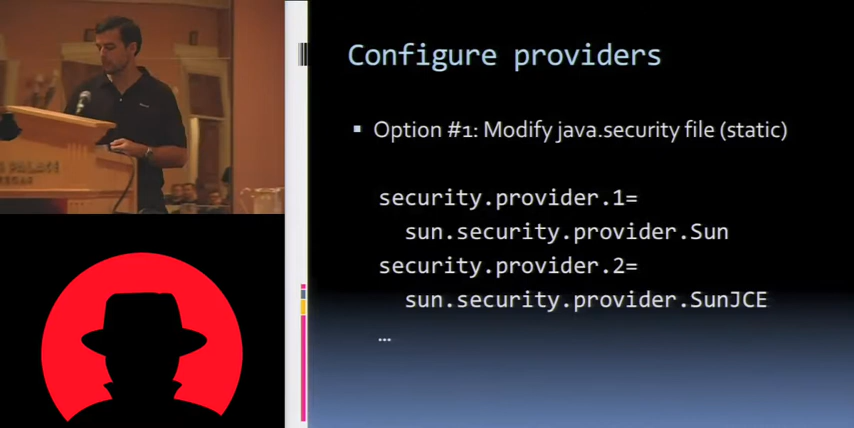 Configure providers
Option #1: Modify java.security file (static)
security.provider.1=
sun.security.provider.Sun
security.provider.2=
sun.security.provider.SunJCE
…
PALACE